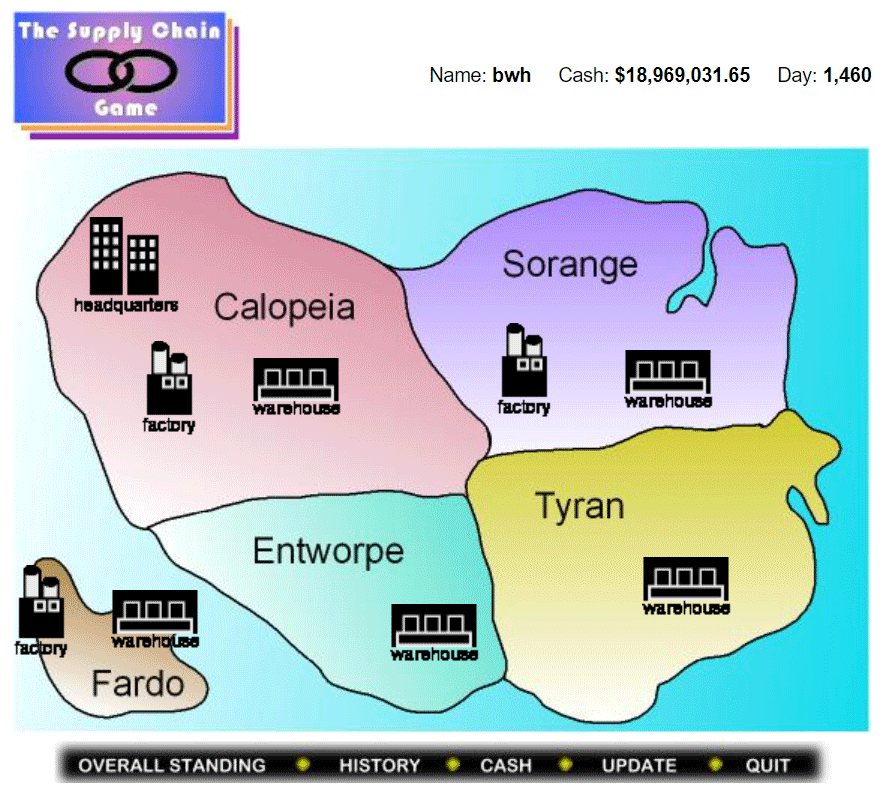 The Supply Chain
Game
Name: bwh Cash: $18,969,031.65 Day: 1,460
headquarters
Calopeia
factory
warehouse
Sorange
factory
warehouse
Tyran
warehouse
Entworpe
warehouse
factory
warehouse
Fardo
OVERALL STANDING HISTORY CASH UPDATE QUIT